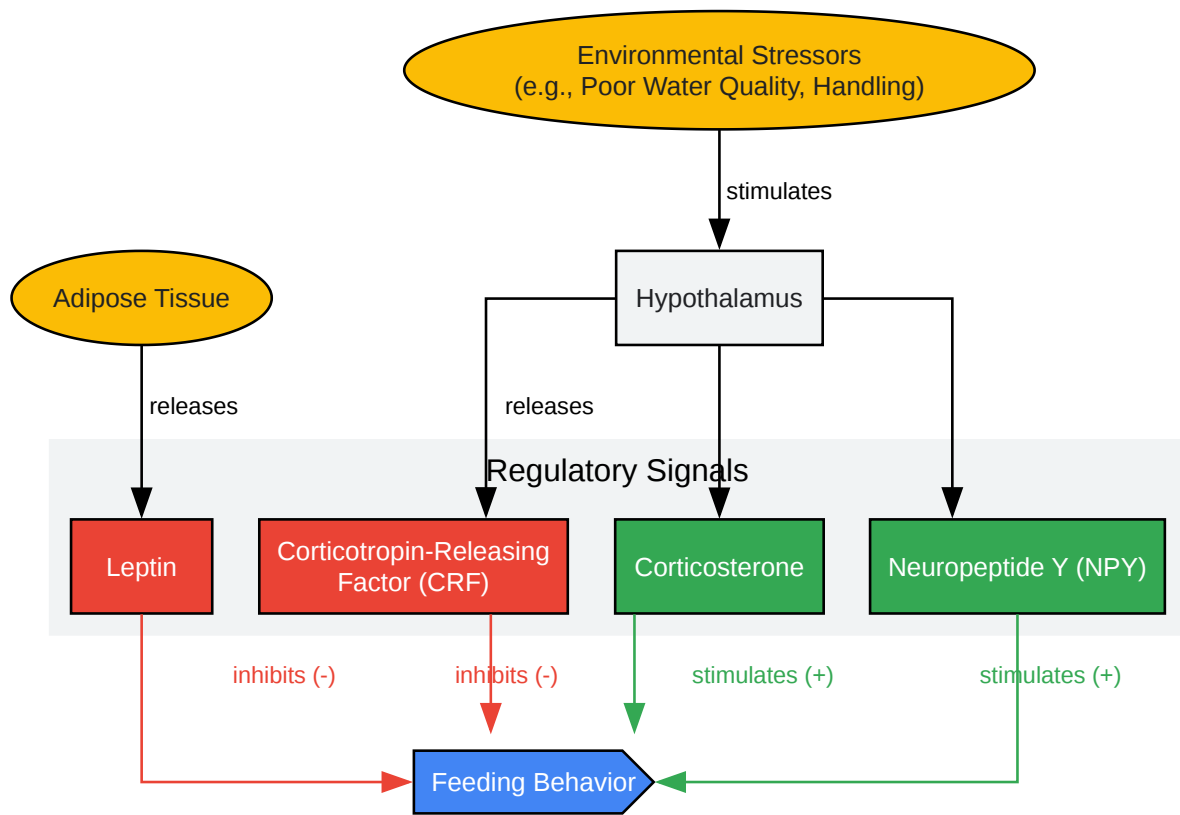 Environmental Stressors
(e.g., Poor Water Quality, Handling)
stimulates
Adipose Tissue
Hypothalamus
releases
releases
Regulatory Signals
Leptin
Corticotropin-Releasing
Factor (CRF)
Corticosterone
Neuropeptide Y (NPY)
inhibits (-)
inhibits (-)
stimulates (+)
stimulates (+)
Feeding Behavior